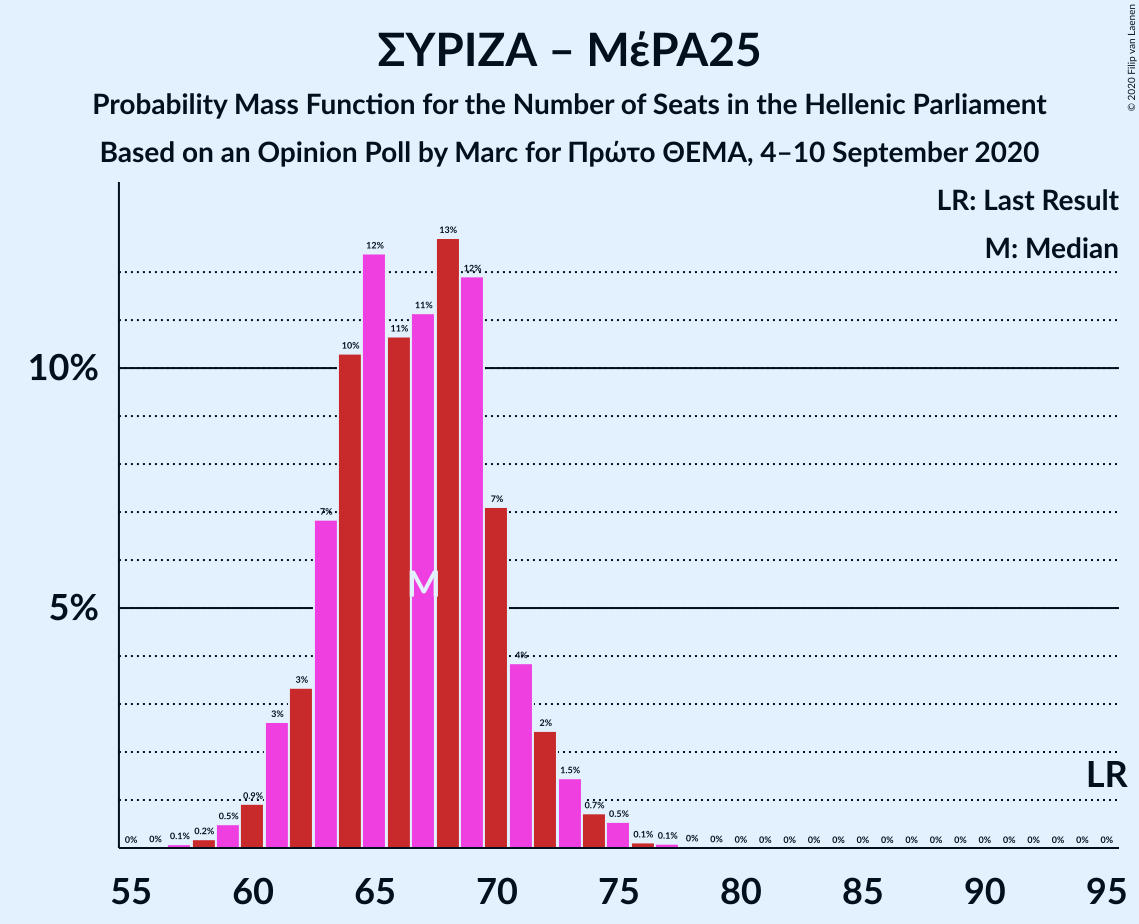 ΣΥΡΙΖΑ – ΜέΡΑ25
Probability Mass Function for the Number of Seats in the Hellenic Parliament
Based on an Opinion Poll by Marc for Πρώτο ΘΕΜΑ, 4–10 September 2020
© 2020 Filip van Laenen
LR: Last Result
M: Median
10%
5%
0% 0% 0.1% 0.2% 0.5% 0.9% 3% 3% 7% 10% 12% 11% 11% 13% 12% 7% 4% 2% 1.5% 0.7% 0.5% 0.1% 0.1% 0% 0% 0% 0% 0% 0% 0% 0% 0% 0% 0% 0% 0% 0% 0% 0% 0% 0%
M
LR
55 60 65 70 75 80 85 90 95